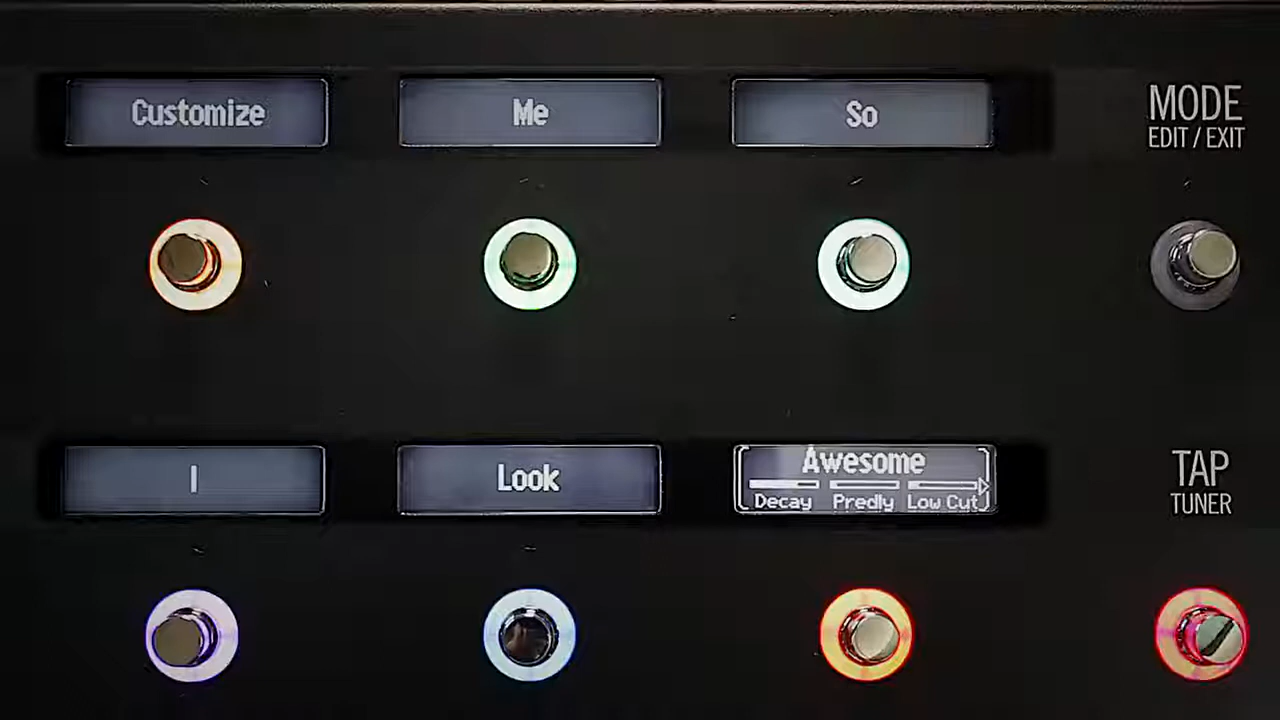 Customize
Me
So
MODE
EDIT / EXIT
I
Look
Awesome
Decay Predly Low Cut
TAP
TUNER